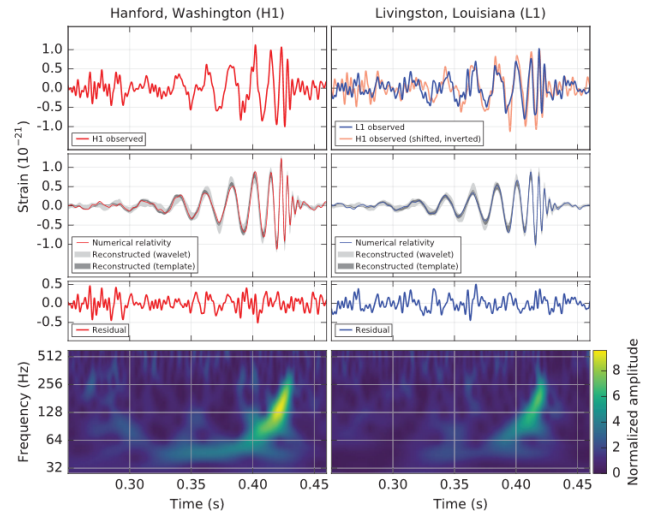 Hanford, Washington (H1)
Livingston, Louisiana (L1)
Strain (10⁻²¹)
1.0
0.5
0.0
-0.5
-1.0
H1 observed
L1 observed
H1 observed (shifted, inverted)
1.0
0.5
0.0
-0.5
-1.0
Numerical relativity
Reconstructed (wavelet)
Reconstructed (template)
Numerical relativity
Reconstructed (wavelet)
Reconstructed (template)
0.5
0.0
-0.5
Residual
Residual
Frequency (Hz)
512
256
128
64
32
0.30 0.35 0.40 0.45
Time (s)
0.30 0.35 0.40 0.45
Time (s)
8
6
4
2
0
Normalized amplitude